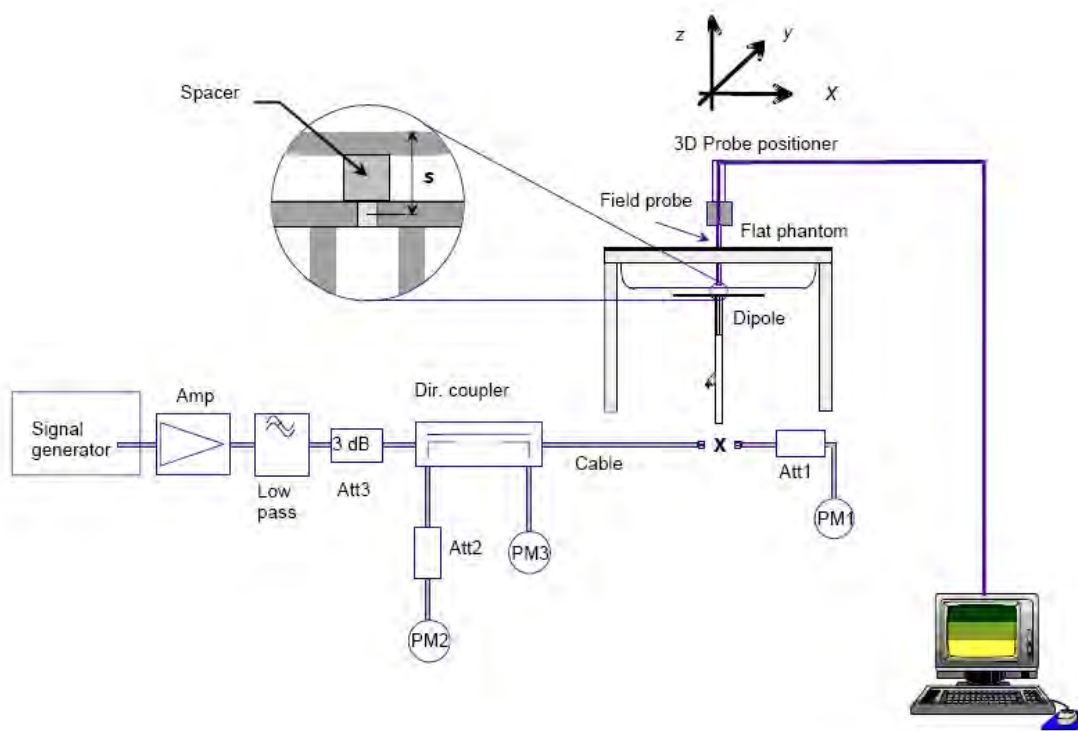 z
y
X
Spacer
3D Probe positioner
s
Field probe
Flat phantom
Dipole
Dir. coupler
Amp
Signal
generator
3 dB
X
Cable
Att1
Low
pass
Att3
PM1
Att2
PM3
PM2